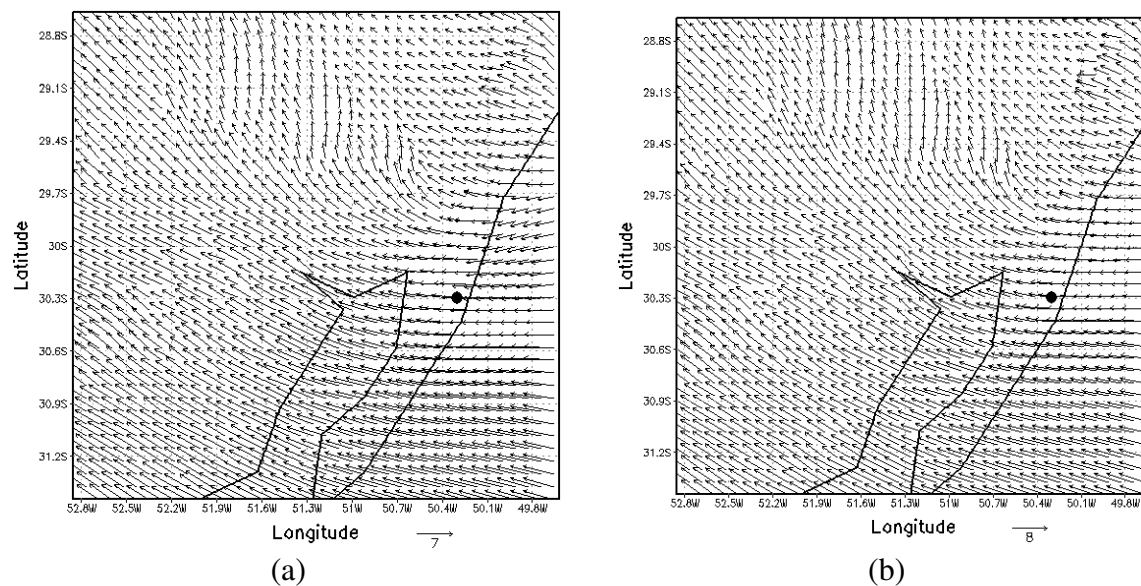 28.8S
29.1S
29.4S
29.7S
30S
30.3S
30.6S
30.9S
31.2S
Latitude
52.8W 52.5W 52.2W 51.9W 51.6W 51.3W 51W 50.7W 50.4W 50.1W 49.8W
Longitude
7
(a)
28.8S
29.1S
29.4S
29.7S
30S
30.3S
30.6S
30.9S
31.2S
Latitude
52.8W 52.5W 52.2W 51.9W 51.6W 51.3W 51W 50.7W 50.4W 50.1W 49.8W
Longitude
8
(b)